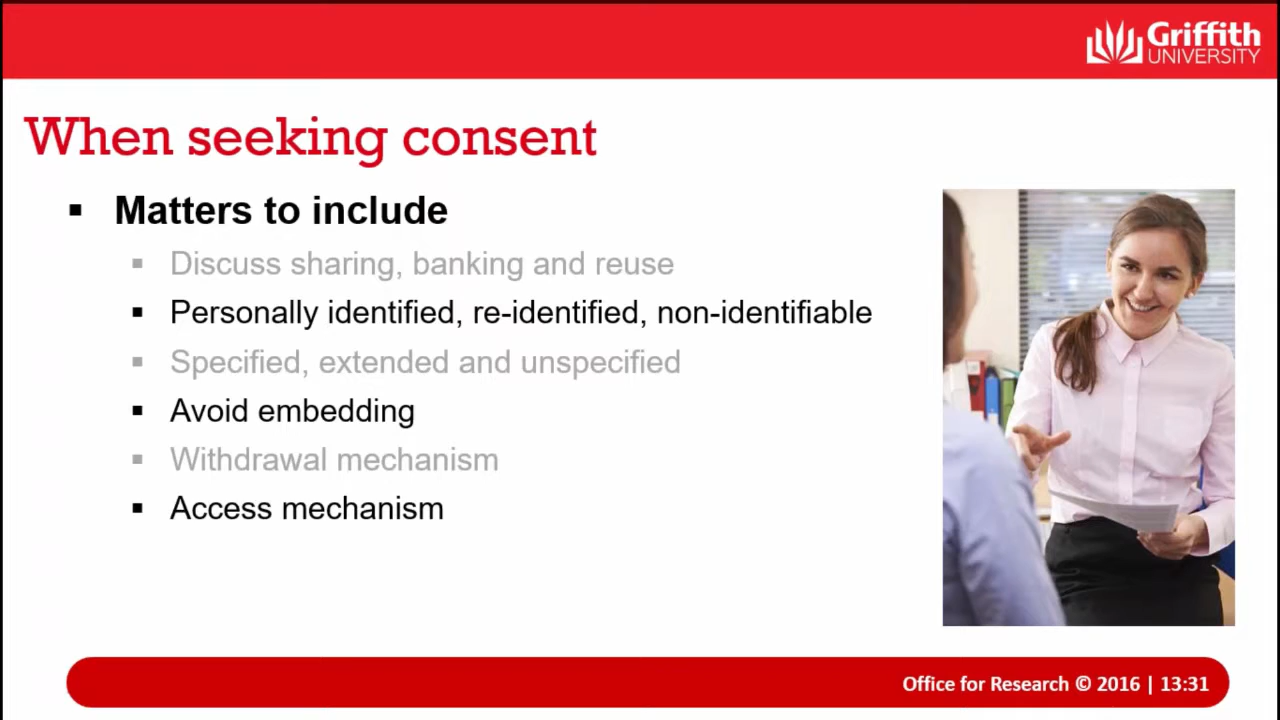 Griffith
UNIVERSITY
When seeking consent
Matters to include
Discuss sharing, banking and reuse
Personally identified, re-identified, non-identifiable
Specified, extended and unspecified
Avoid embedding
Withdrawal mechanism
Access mechanism
Office for Research © 2016 | 13:31